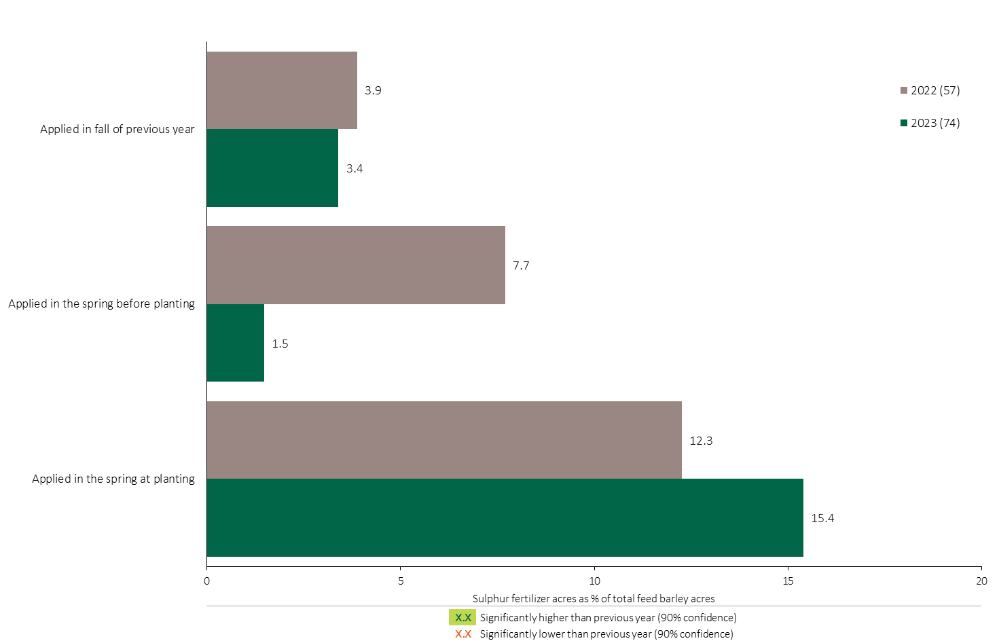 3.9
2022 (57)
2023 (74)
Applied in fall of previous year
3.4
7.7
Applied in the spring before planting
1.5
12.3
Applied in the spring at planting
15.4
0 5 10 15 20
Sulphur fertilizer acres as % of total feed barley acres
X.X Significantly higher than previous year (90% confidence)
X.X Significantly lower than previous year (90% confidence)